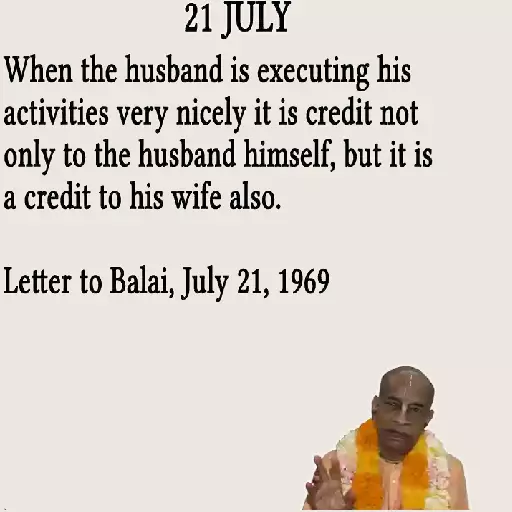 21 JULY
When the husband is executing his
activities very nicely it is credit not
only to the husband himself, but it is
a credit to his wife also.
Letter to Balai, July 21, 1969